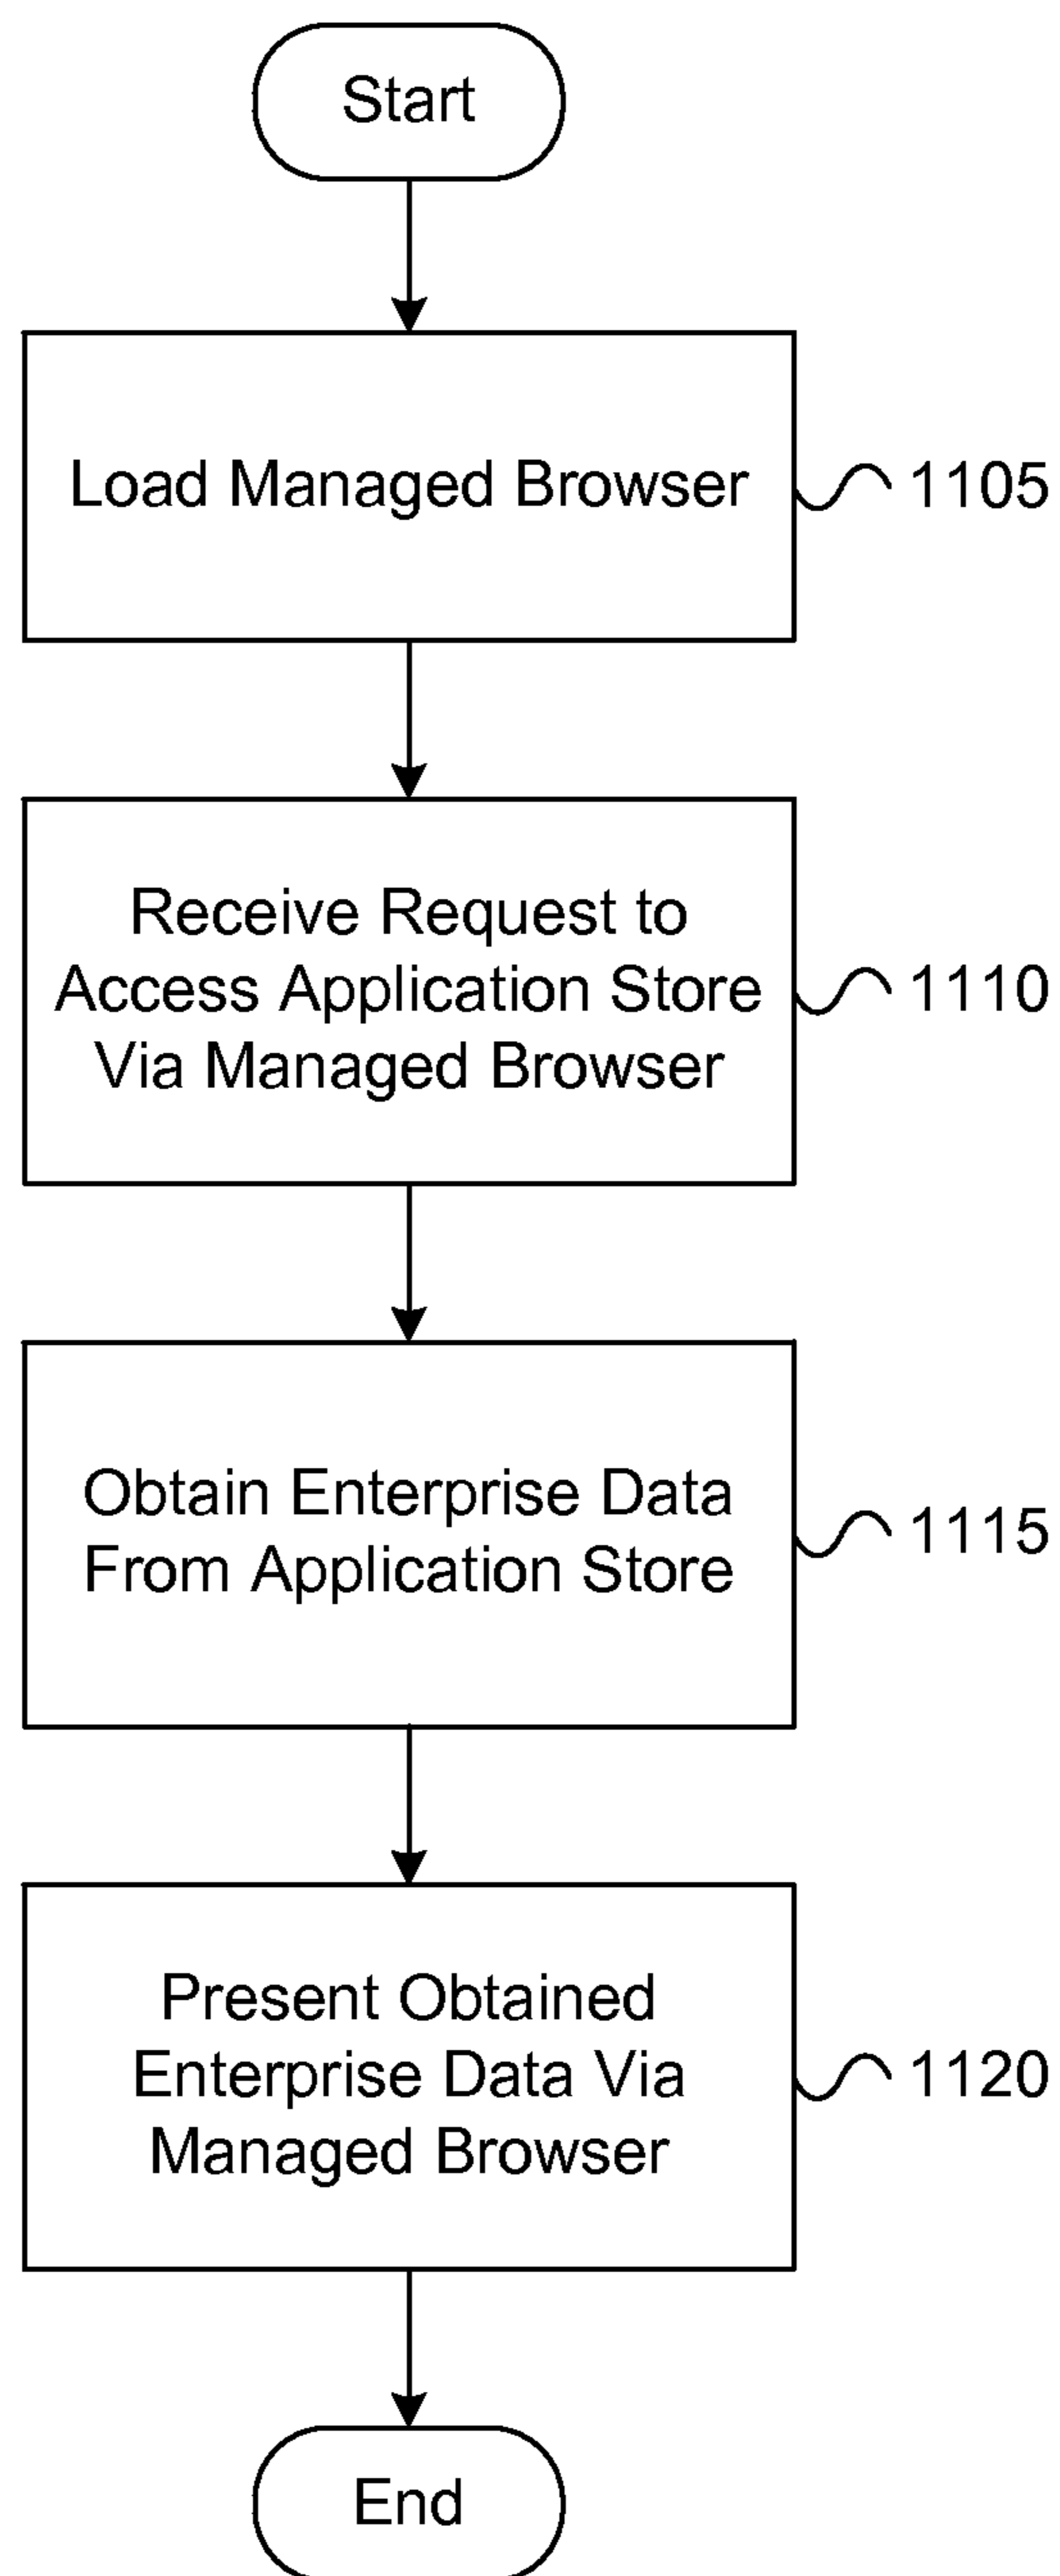 Start
Load Managed Browser
1105
Receive Request to
Access Application Store
Via Managed Browser
1110
Obtain Enterprise Data
From Application Store
1115
Present Obtained
Enterprise Data Via
Managed Browser
1120
End